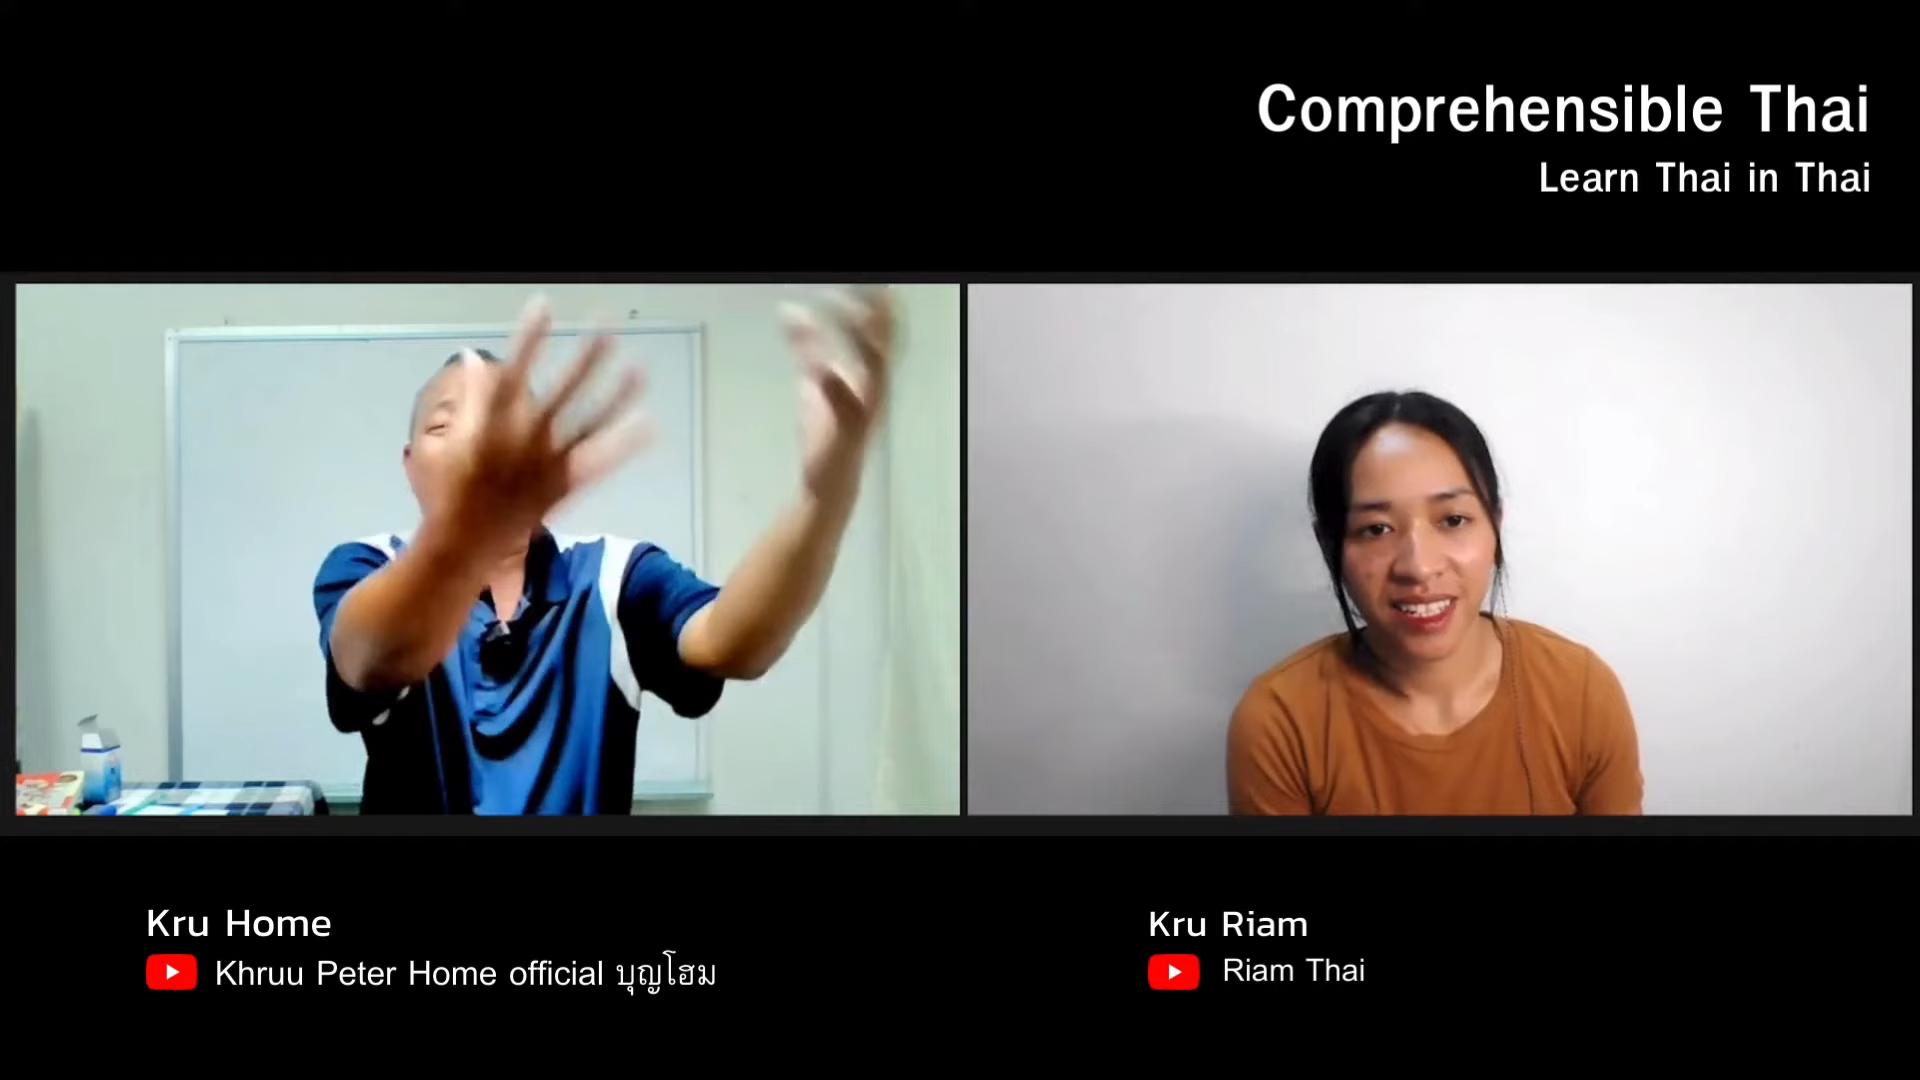 Comprehensible Thai
Learn Thai in Thai
Kru Home
Khruu Peter Home official บุญโฮม
Kru Riam
Riam Thai